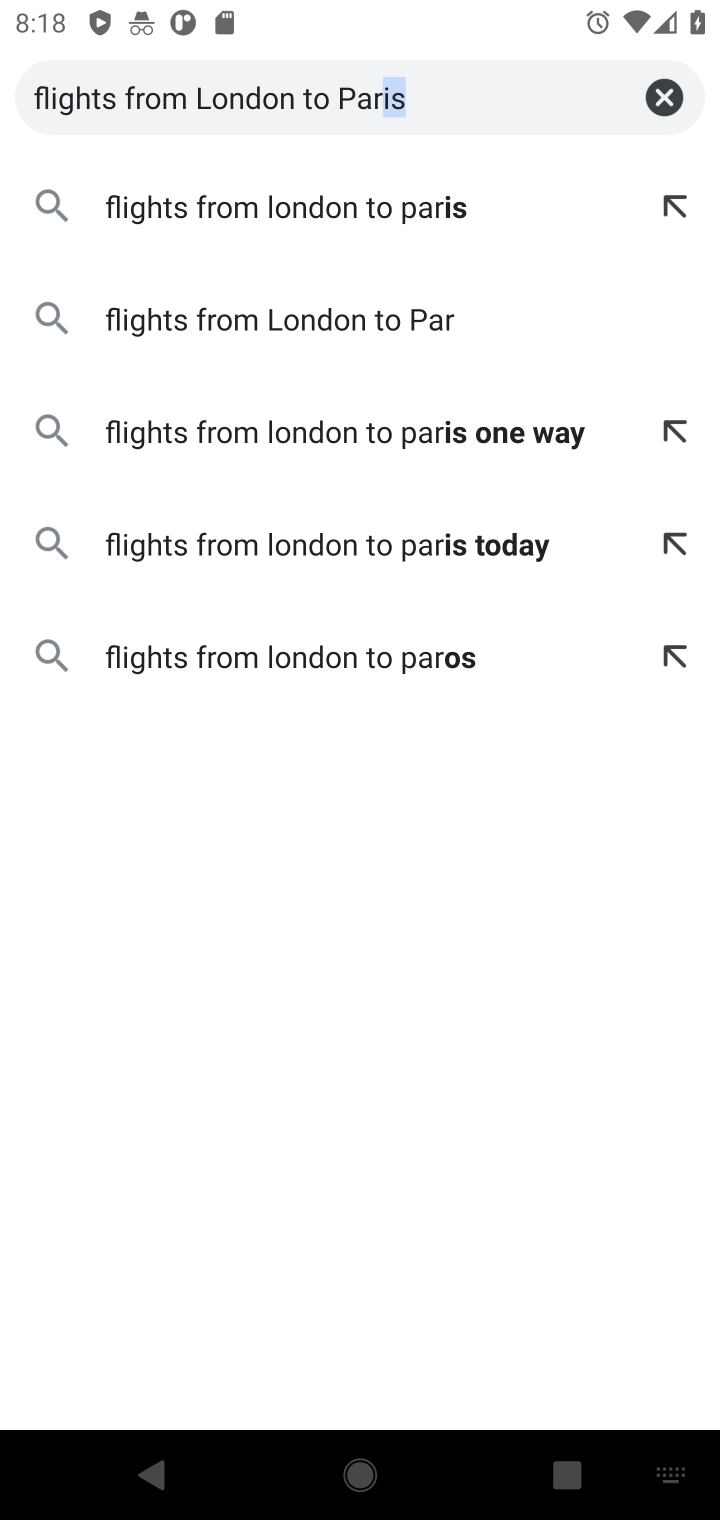 8:18
flights from London to Paris
flights from london to paris
flights from London to Par
flights from london to paris one way
flights from london to paris today
flights from london to paros